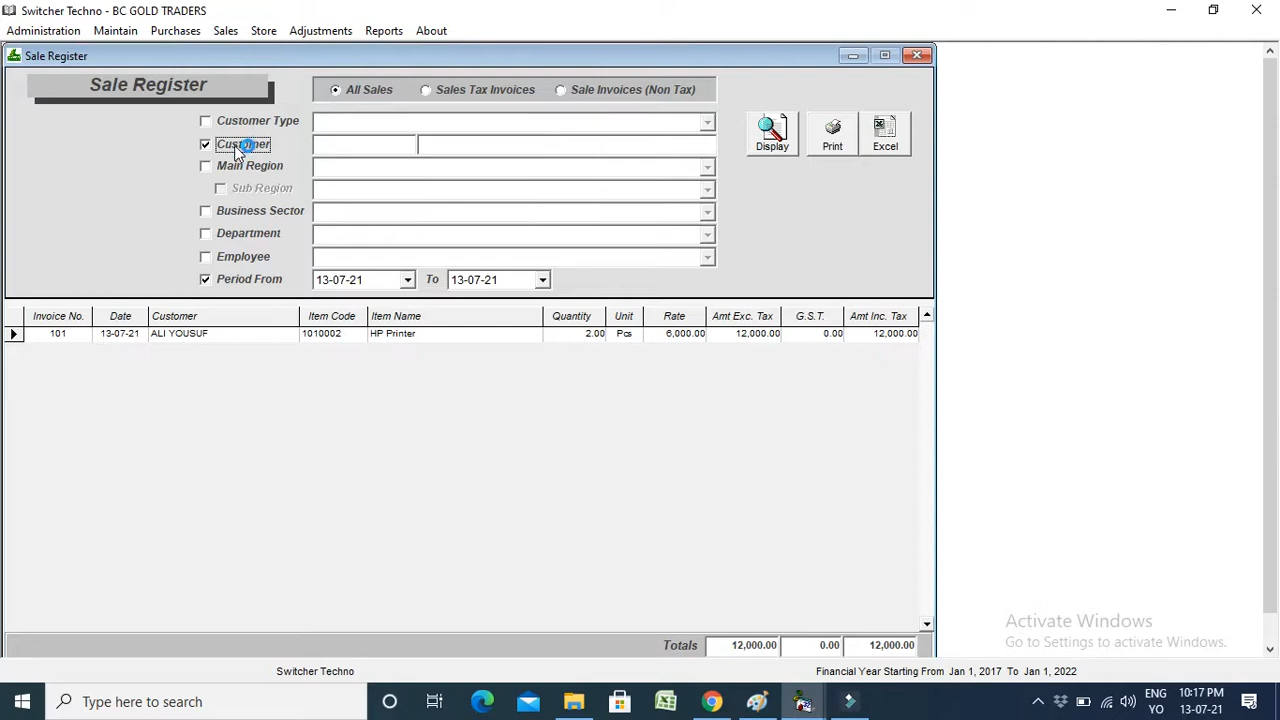 Switcher Techno - BC GOLD TRADERS
Administration Maintain Purchases Sales Store Adjustments Reports About
Sale Register
Sale Register
All Sales Sales Tax Invoices Sale Invoices (Non Tax)
Customer Type
Customer
Main Region
Sub Region
Business Sector
Department
Employee
Period From 13-07-21 To 13-07-21
Display Print Excel
Invoice No. Date Customer Item Code Item Name Quantity Unit Rate Amt Exc. Tax G.S.T. Amt Inc. Tax
101 13-07-21 ALI YOUSUF 1010002 HP Printer 2.00 Pcs 6,000.00 12,000.00 0.00 12,000.00
Activate Windows
Go to Settings to activate Windows.
Totals 12,000.00 0.00 12,000.00
Switcher Techno Financial Year Starting From Jan 1, 2017 To Jan 1, 2022
Type here to search
ENG 10:17 PM
YO 13-07-21